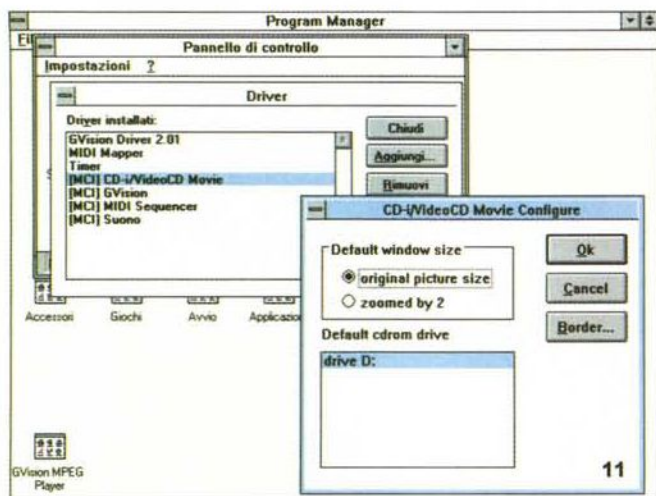 Program Manager
Fil
Pannello di controllo
Impostazioni ?
Driver
Driver installati:
GVision Driver 2.01
MIDI Mapper
Timer
[MCI] CD-i/VideoCD Movie
[MCI] GVision
[MCI] MIDI Sequencer
[MCI] Suono
Chiudi
Aggiungi...
Rimuovi
CD-i/VideoCD Movie Configure
Default window size
original picture size
zoomed by 2
Ok
Cancel
Border...
Default cdrom drive
drive D:
Accessori
Giochi
Avvio
Applicazion
GVision MPEG
Player
11